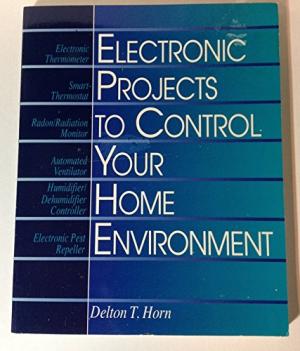 Electronic
Thermometer
Smart-
Thermostat
Radon/Radiation
Monitor
Automated
Ventilator
Humidifier/
Dehumidifier
Controller
Electronic Pest
Repeller
ELECTRONIC
PROJECTS
TO CONTROL
YOUR
HOME
ENVIRONMENT
Delton T. Horn